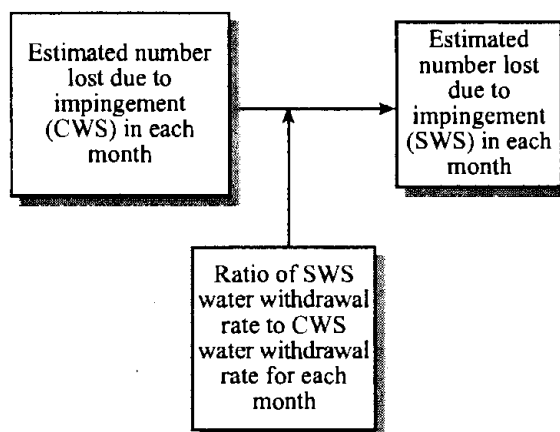 Estimated number
lost due to
impingement
(CWS) in each
month
Estimated
number lost
due to
impingement
(SWS) in each
month
Ratio of SWS
water withdrawal
rate to CWS
water withdrawal
rate for each
month